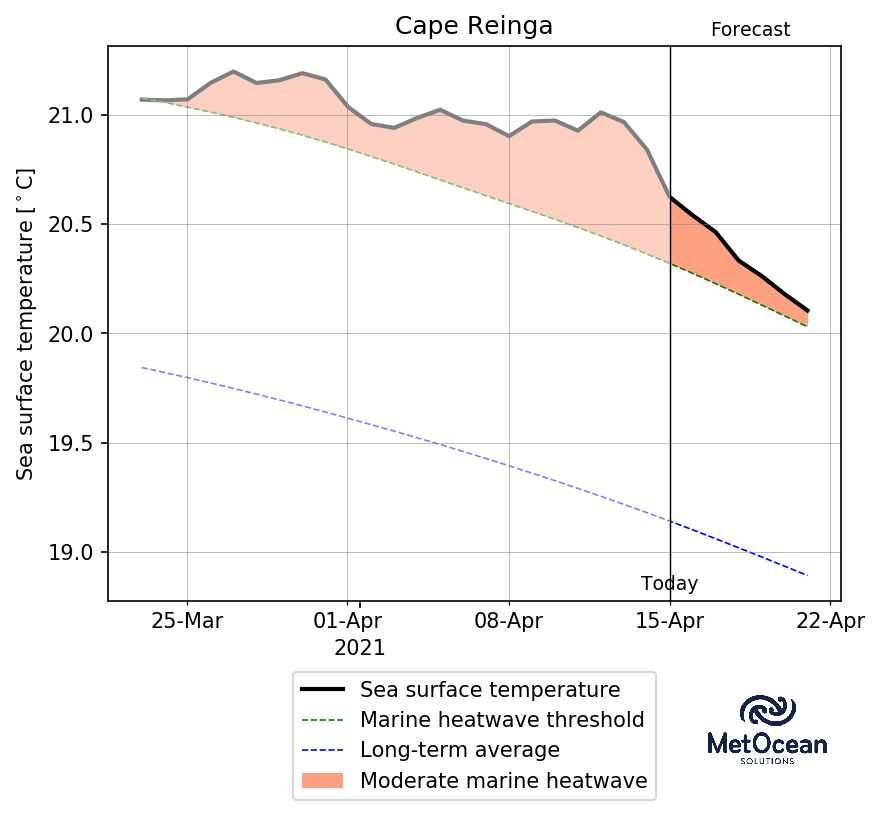 Cape Reinga
Forecast
Sea surface temperature [°C]
21.0
20.5
20.0
19.5
19.0
Today
25-Mar
01-Apr
08-Apr
15-Apr
22-Apr
2021
Sea surface temperature
Marine heatwave threshold
Long-term average
Moderate marine heatwave
MetOcean
SOLUTIONS